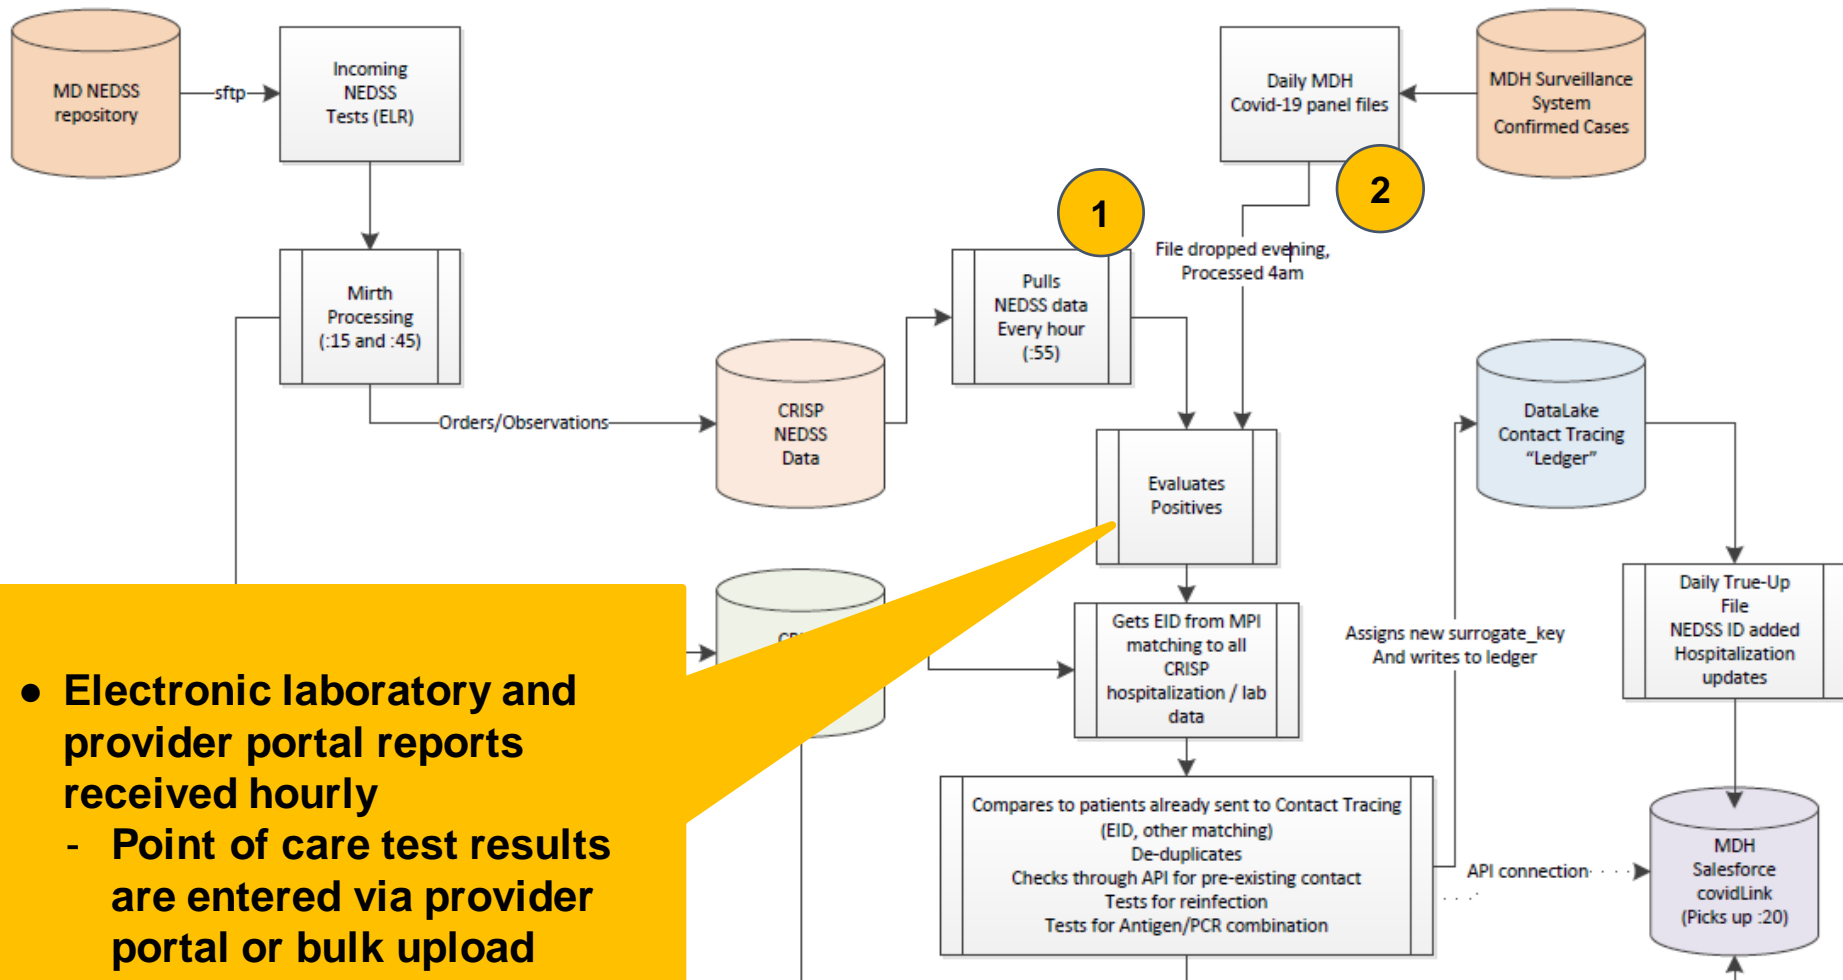 MD NEDSS
repository
sftp
Incoming
NEDSS
Tests (ELR)
Daily MDH
Covid-19 panel files
MDH Surveillance
System
Confirmed Cases
1
2
File dropped evening,
Processed 4am
Mirth
Processing
(:15 and :45)
Pulls
NEDSS data
Every hour
(:55)
Orders/Observations
CRISP
NEDSS
Data
DataLake
Contact Tracing
“Ledger”
Evaluates
Positives
Gets EID from MPI
matching to all
CRISP
hospitalization / lab
data
Assigns new surrogate_key
And writes to ledger
Daily True-Up
File
NEDSS ID added
Hospitalization
updates
● Electronic laboratory and
provider portal reports
received hourly
- Point of care test results
are entered via provider
portal or bulk upload
Compares to patients already sent to Contact Tracing
(EID, other matching)
De-duplicates
Checks through API for pre-existing contact
Tests for reinfection
Tests for Antigen/PCR combination
API connection
MDH
Salesforce
covidLink
(Picks up :20)